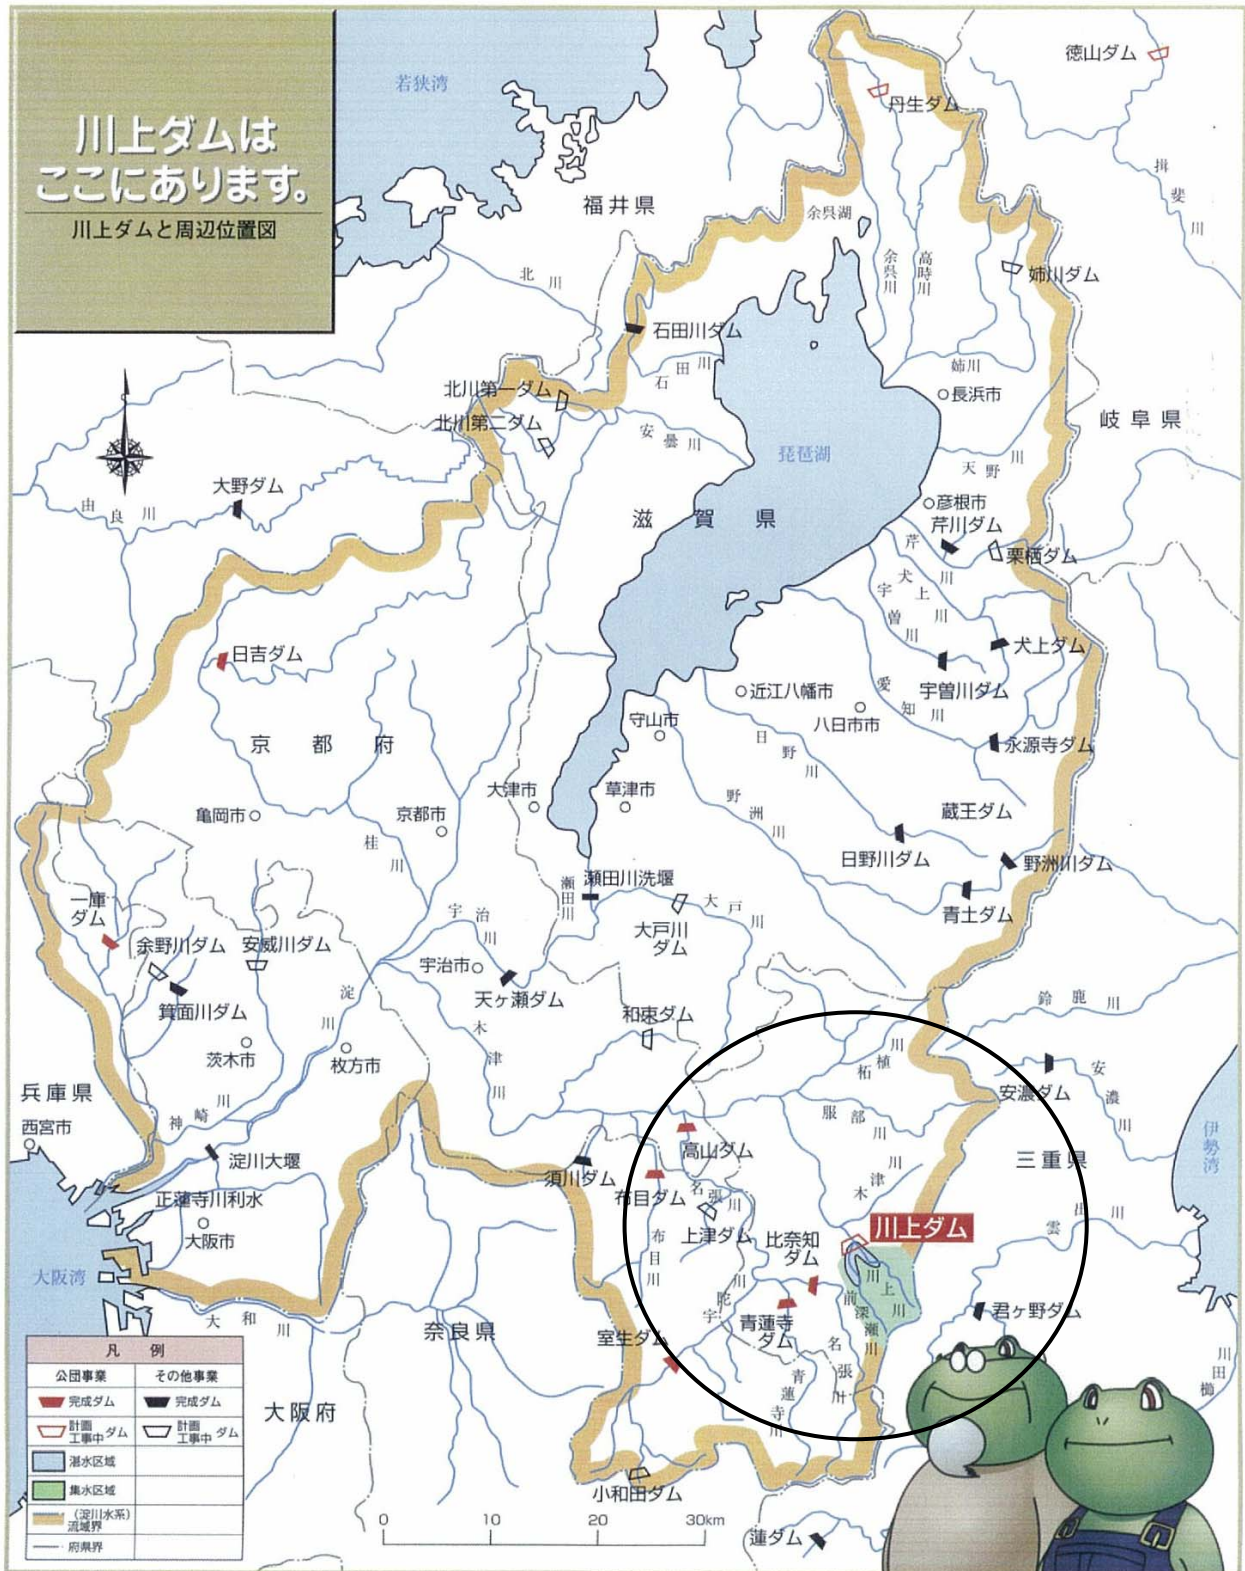 川上ダムは
ここにあります。
川上ダムと周辺位置図
若狭湾
徳山ダム
丹生ダム
揖斐川
福井県
余呉湖
余呉川
高時川
姉川ダム
北川
石田川ダム
石田川
姉川
長浜市
岐阜県
北川第一ダム
北川第二ダム
安曇川
琵琶湖
天野川
大野ダム
由良川
滋賀県
彦根市
芹川ダム
芹川
栗栖ダム
犬上川
宇曽川
日吉ダム
犬上ダム
宇曽川ダム
近江八幡市
八日市市
愛知川
守山市
永源寺ダム
日野川
京都府
大津市
草津市
野洲川
亀岡市
京都市
蔵王ダム
桂川
日野川ダム
野洲川ダム
瀬田川
瀬田川洗堰
青土ダム
一庫
ダム
宇治川
大戸川
大戸川
ダム
余野川ダム
安威川ダム
宇治市
天ヶ瀬ダム
淀川
箕面川ダム
和束ダム
鈴鹿川
木津川
茨木市
枚方市
柘植川
安濃ダム
安濃川
兵庫県
神崎川
服部川
西宮市
高山ダム
伊勢湾
淀川大堰
三重県
須川ダム
布目ダム
名張川
木津川
正蓮寺川利水
上津ダム
大阪市
布目川
比奈知
ダム
川上ダム
雲出川
大阪湾
宇陀川
川上川
前深瀬川
大和川
青蓮寺
ダム
君ヶ野ダム
奈良県
室生ダム
名張川
青蓮寺川
櫛田川
大阪府
小和田ダム
蓮ダム
凡例
公団事業
その他事業
完成ダム
完成ダム
計画
工事中 ダム
計画
工事中 ダム
湛水区域
集水区域
(淀川水系)
流域界
府県界
0 10 20 30km